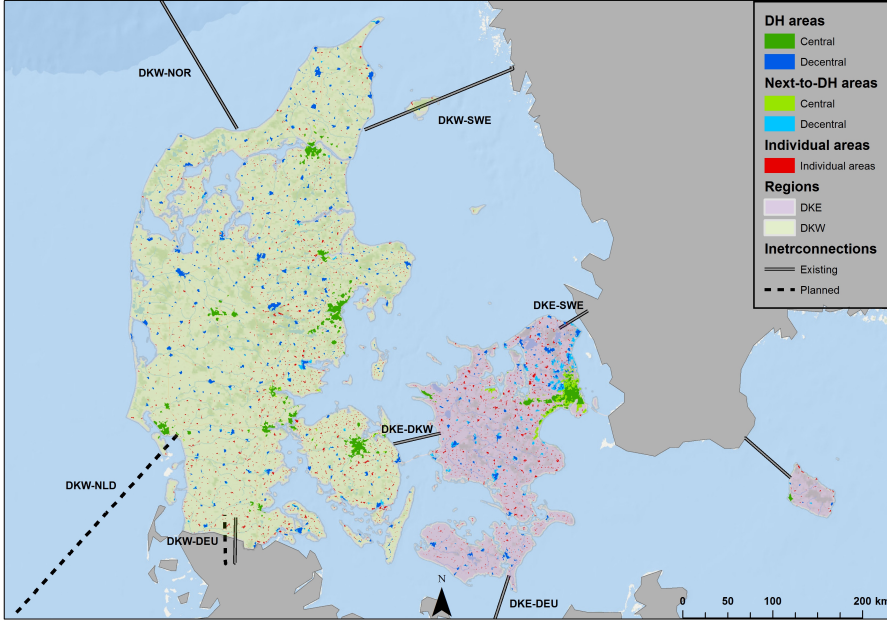 DKW-NOR
DKW-SWE
DKE-SWE
DKE-DKW
DKW-NLD
DKW-DEU
DKE-DEU
N
0 50 100 200 km
DH areas
Central
Decentral
Next-to-DH areas
Central
Decentral
Individual areas
Individual areas
Regions
DKE
DKW
Inetrconnections
Existing
Planned